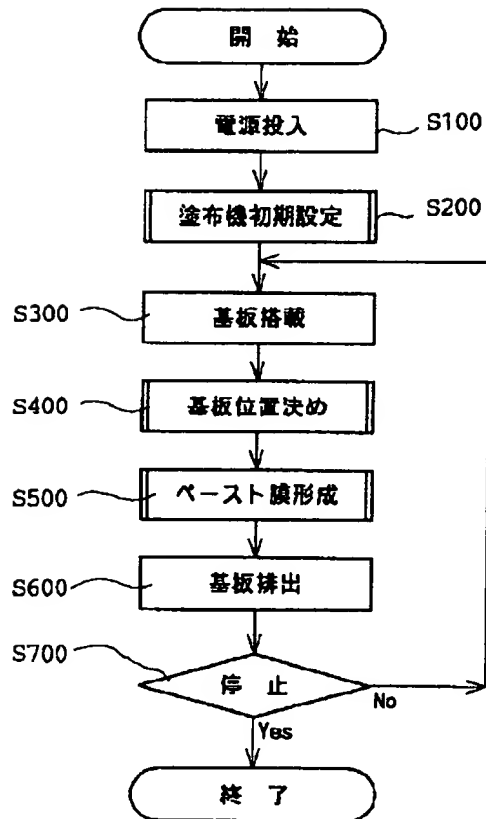 開 始
電源投入 S100
塗布機初期設定 S200
S300 基板搭載
S400 基板位置決め
S500 ペースト膜形成
S600 基板排出
S700 停 止
No
Yes
終 了